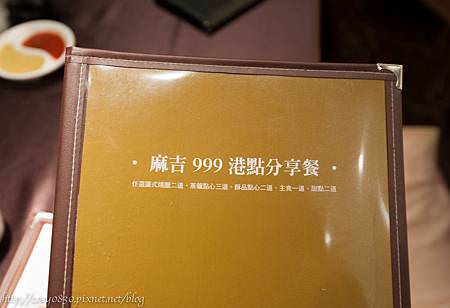 · 麻吉 999 港點分享餐 ·
任選廣式燒臘二道、蒸籠點心三道、酥品點心二道、主食一道、甜點二道
http://zoey0830.pixnet.net/blog